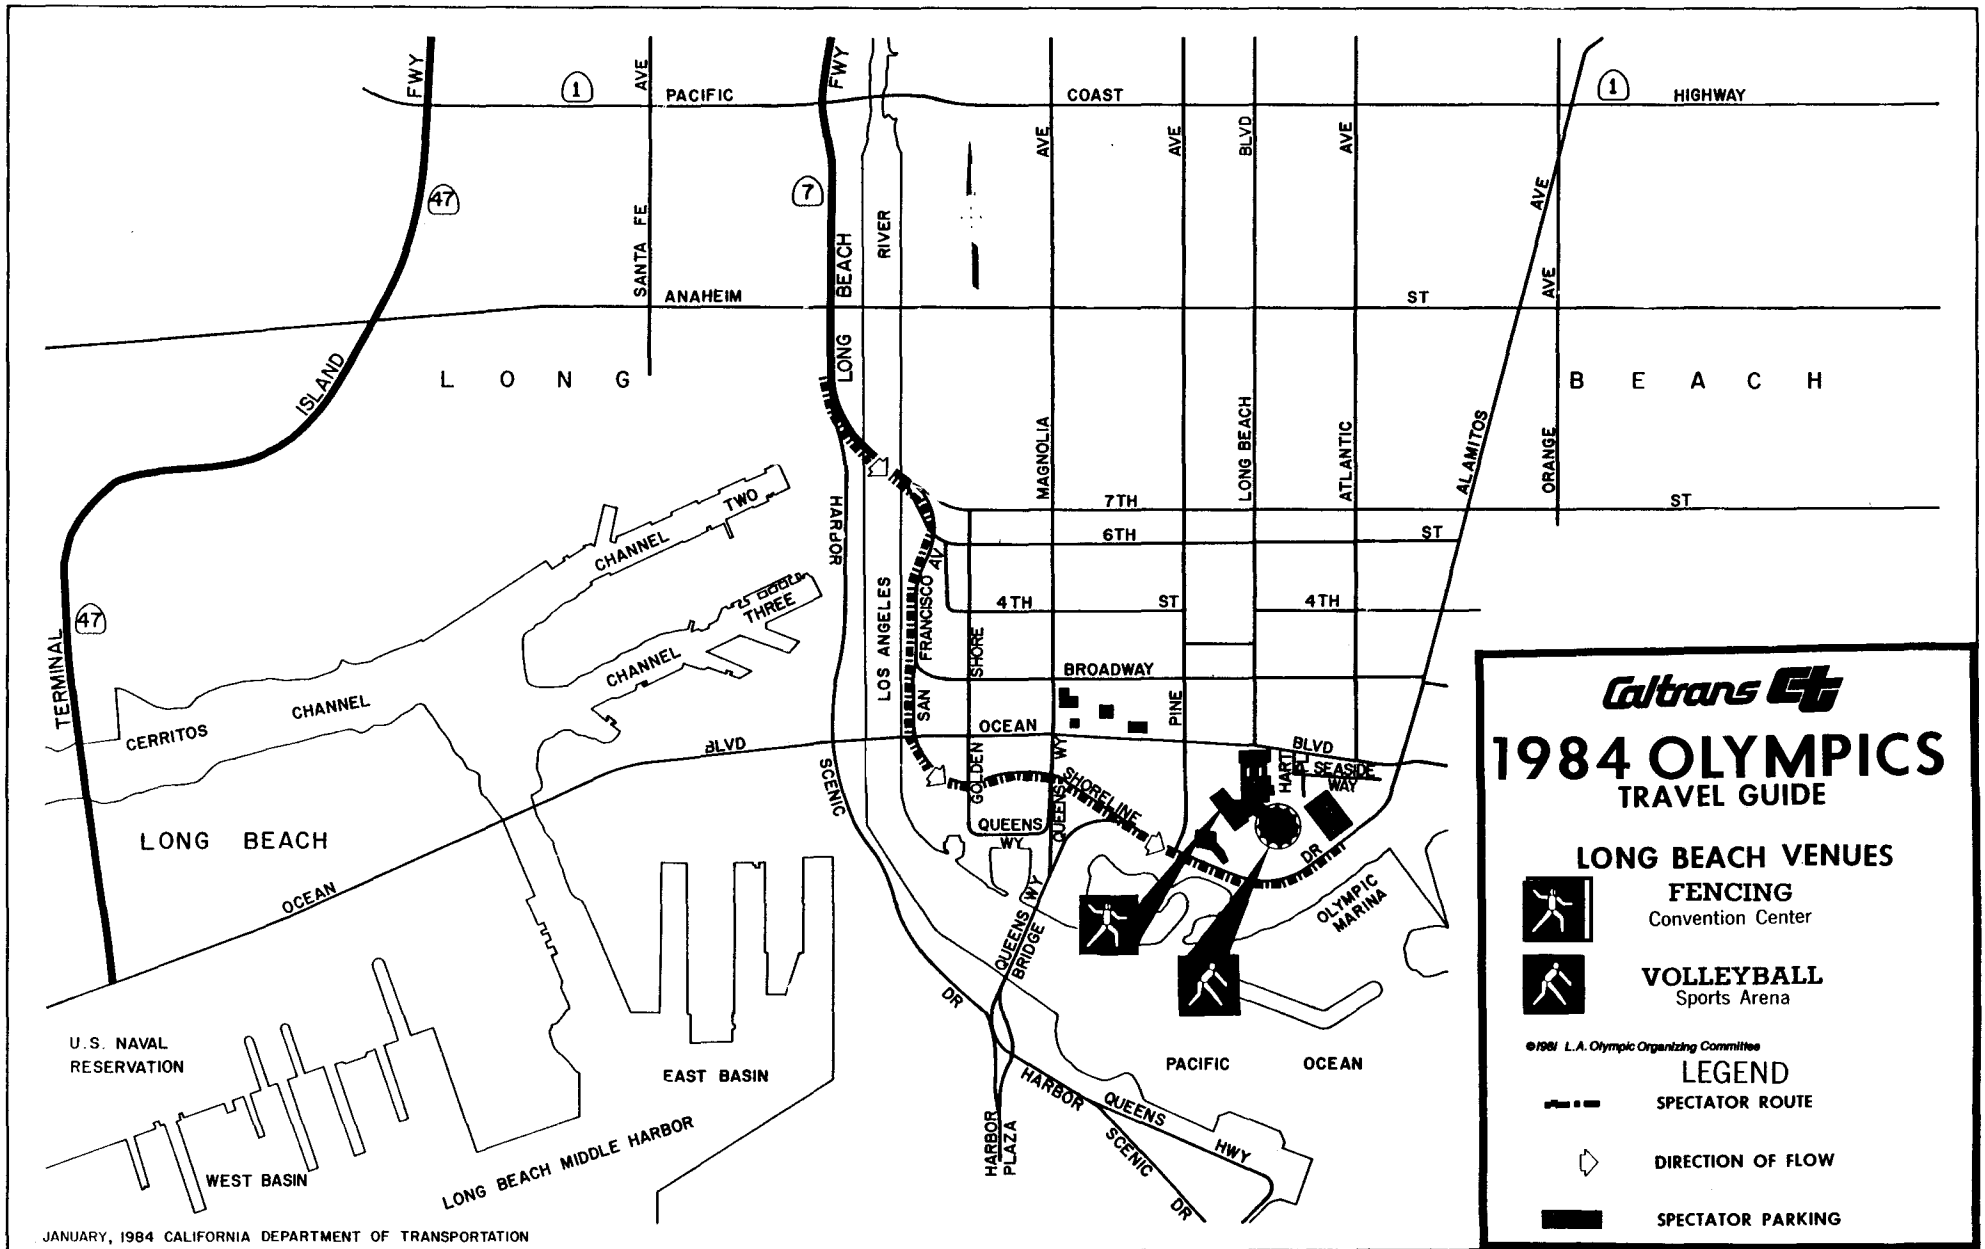 FWY
1
AVE
PACIFIC
FWY
COAST
1
HIGHWAY
AVE
AVE
BLVD
AVE
47
7
AVE
SANTA FE
RIVER
BEACH
ANAHEIM
ST
AVE
LONG
ISLAND
LONG
BEACH
MAGNOLIA
LONG BEACH
ATLANTIC
ALAMITOS
ORANGE
TWO
CHANNEL
7TH
ST
6TH
ST
AV
THREE
CHANNEL
LOS ANGELES
FRANCISCO
4TH
ST
4TH
47
TERMINAL
SHORE
BROADWAY
SAN
PINE
CERRITOS
CHANNEL
OCEAN
BLVD
WY
BLVD
HART
SEASIDE
WAY
SCENIC
GOLDEN
SHORELINE
QUEENS
QUEENS
WY
DR
LONG BEACH
OCEAN
OLYMPIC
MARINA
QUEENS WY
BRIDGE
DR
U.S. NAVAL
RESERVATION
EAST BASIN
PACIFIC
OCEAN
HARBOR
QUEENS
HWY
HARBOR
PLAZA
SCENIC
DR
WEST BASIN
LONG BEACH MIDDLE HARBOR
JANUARY, 1984 CALIFORNIA DEPARTMENT OF TRANSPORTATION
Caltrans Ct
1984 OLYMPICS
TRAVEL GUIDE
LONG BEACH VENUES
FENCING
Convention Center
VOLLEYBALL
Sports Arena
©1981 L.A. Olympic Organizing Committee
LEGEND
SPECTATOR ROUTE
DIRECTION OF FLOW
SPECTATOR PARKING